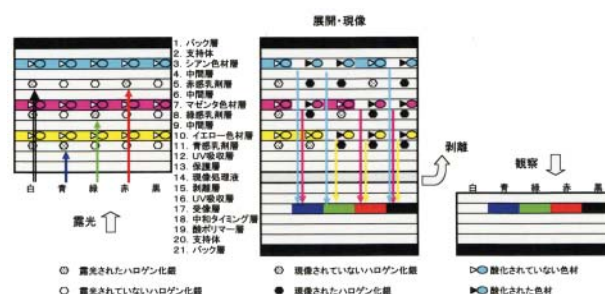 展開・現像
1. バック層
2. 支持体
3. シアン色材層
4. 中間層
5. 赤感乳剤層
6. 中間層
7. マゼンタ色材層
8. 緑感乳剤層
9. 中間層
10. イエロー色材層
11. 青感乳剤層
12. UV吸収層
13. 保護層
14. 現像処理液
15. 剥離層
16. UV吸収層
17. 受像層
18. 中和タイミング層
19. 酸ポリマー層
20. 支持体
21. バック層
白 青 緑 赤 黒
露光
剥離
観察
白 青 緑 赤 黒
露光されたハロゲン化銀
露光されていないハロゲン化銀
現像されていないハロゲン化銀
現像されたハロゲン化銀
酸化されていない色材
酸化された色材